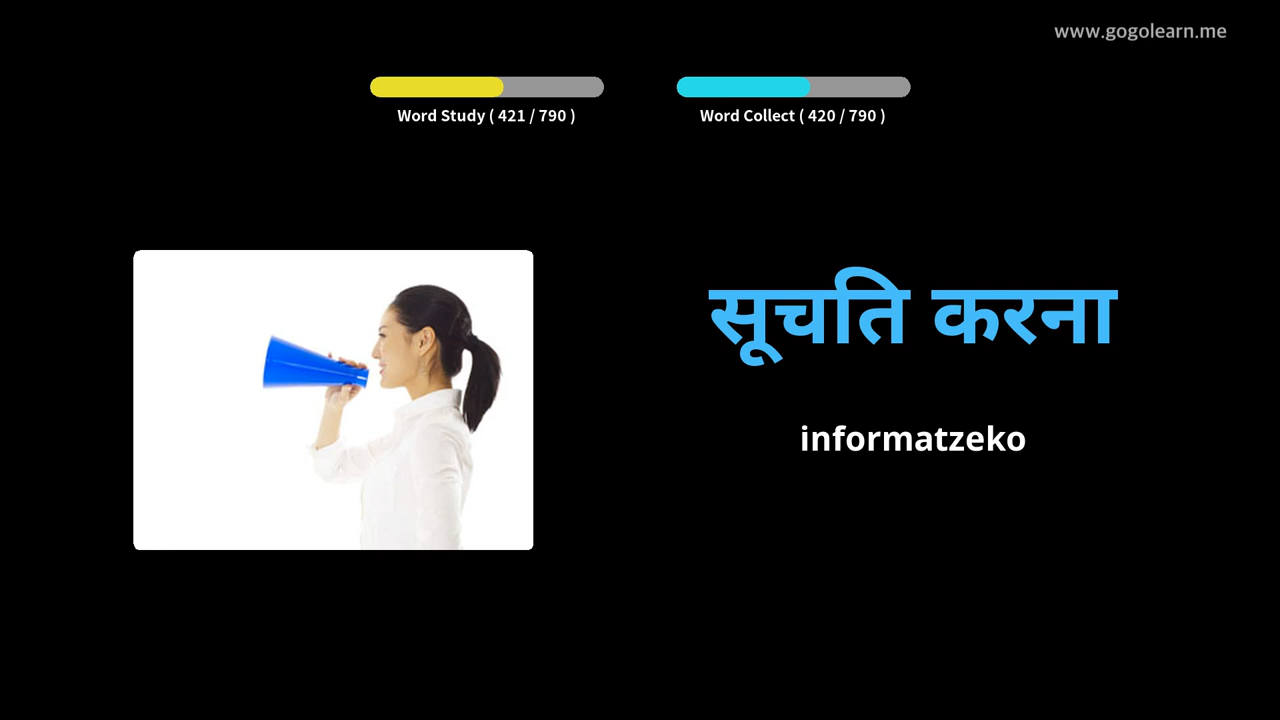 www.gogolearn.me
Word Study ( 421 / 790 )
Word Collect ( 420 / 790 )
सूचति करना
informatzeko